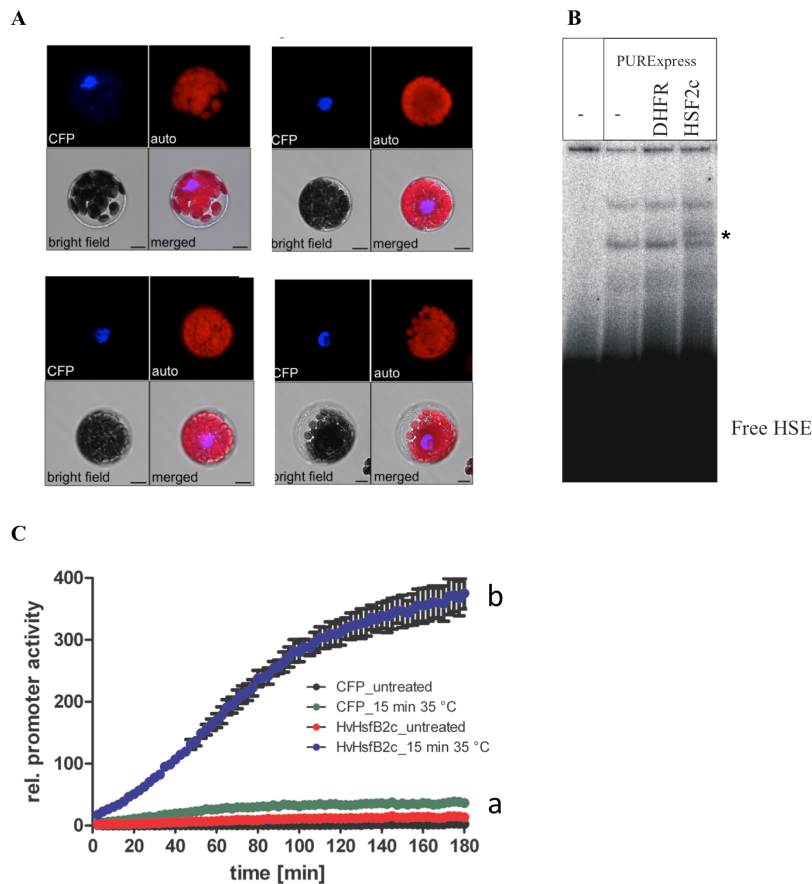 A
CFP
auto
bright field
merged
CFP
auto
bright field
merged
CFP
auto
bright field
merged
CFP
auto
bright field
merged
B
PURExpress
-
-
DHFR
HSF2c
*
Free HSE
C
rel. promoter activity
400
300
200
100
0
CFP_untreated
CFP_15 min 35 °C
HvHsfB2c_untreated
HvHsfB2c_15 min 35 °C
b
a
0
20
40
60
80
100
120
140
160
180
time [min]